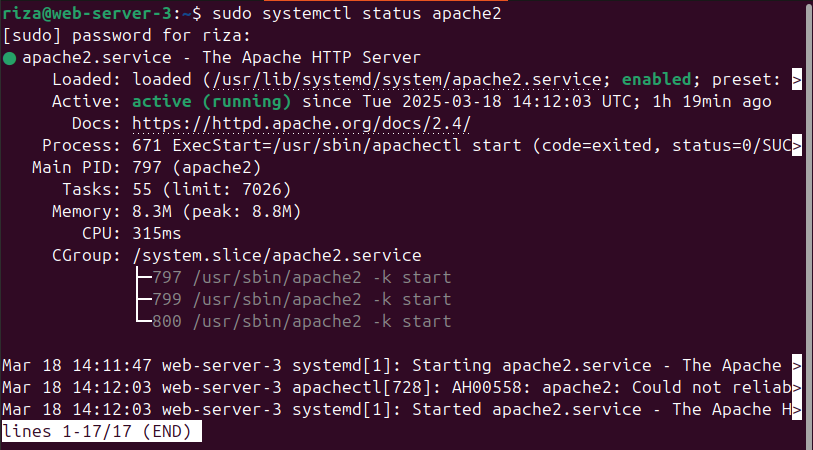 riza@web-server-3:~$ sudo systemctl status apache2
[sudo] password for riza:
● apache2.service - The Apache HTTP Server
     Loaded: loaded (/usr/lib/systemd/system/apache2.service; enabled; preset: >
     Active: active (running) since Tue 2025-03-18 14:12:03 UTC; 1h 19min ago
       Docs: https://httpd.apache.org/docs/2.4/
    Process: 671 ExecStart=/usr/sbin/apachectl start (code=exited, status=0/SUC>
   Main PID: 797 (apache2)
      Tasks: 55 (limit: 7026)
     Memory: 8.3M (peak: 8.8M)
        CPU: 315ms
     CGroup: /system.slice/apache2.service
             ├─797 /usr/sbin/apache2 -k start
             ├─799 /usr/sbin/apache2 -k start
             └─800 /usr/sbin/apache2 -k start

Mar 18 14:11:47 web-server-3 systemd[1]: Starting apache2.service - The Apache >
Mar 18 14:12:03 web-server-3 apachectl[728]: AH00558: apache2: Could not reliab>
Mar 18 14:12:03 web-server-3 systemd[1]: Started apache2.service - The Apache H>
lines 1-17/17 (END)